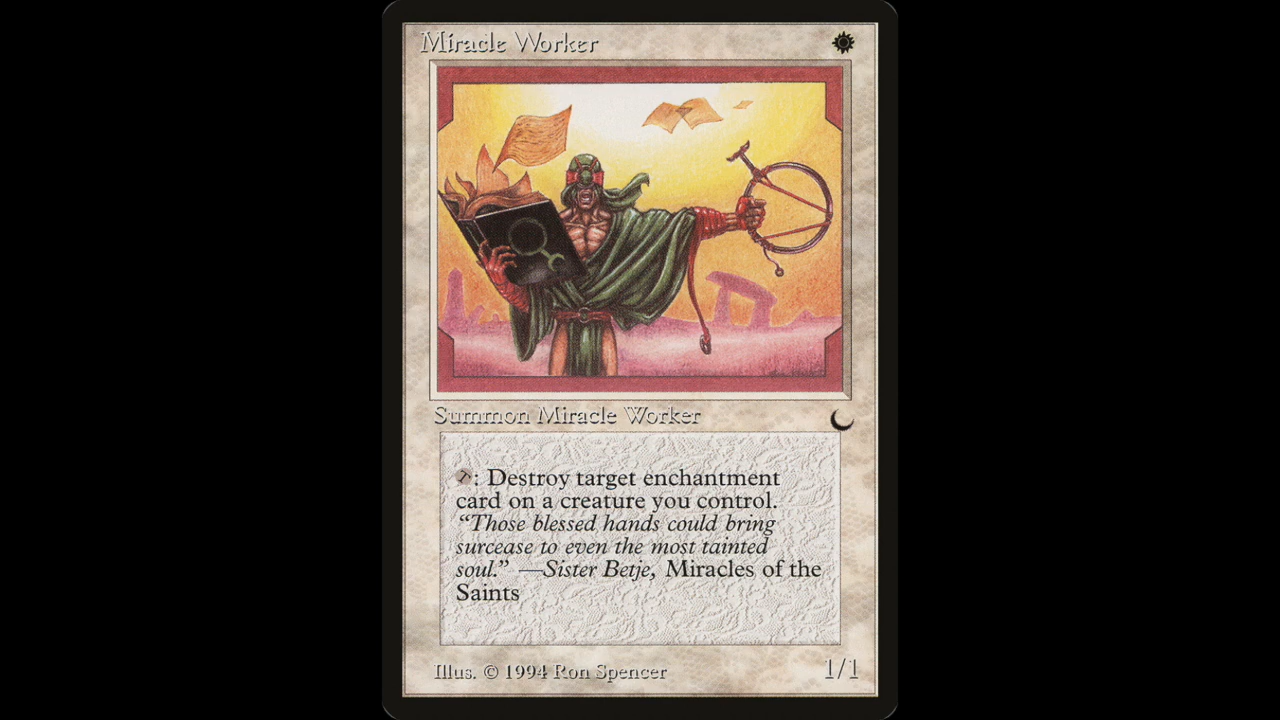 Miracle Worker
Summon Miracle Worker
T: Destroy target enchantment
card on a creature you control.
“Those blessed hands could bring
surcease to even the most tainted
soul.” —Sister Betje, Miracles of the
Saints
Illus. © 1994 Ron Spencer
1/1